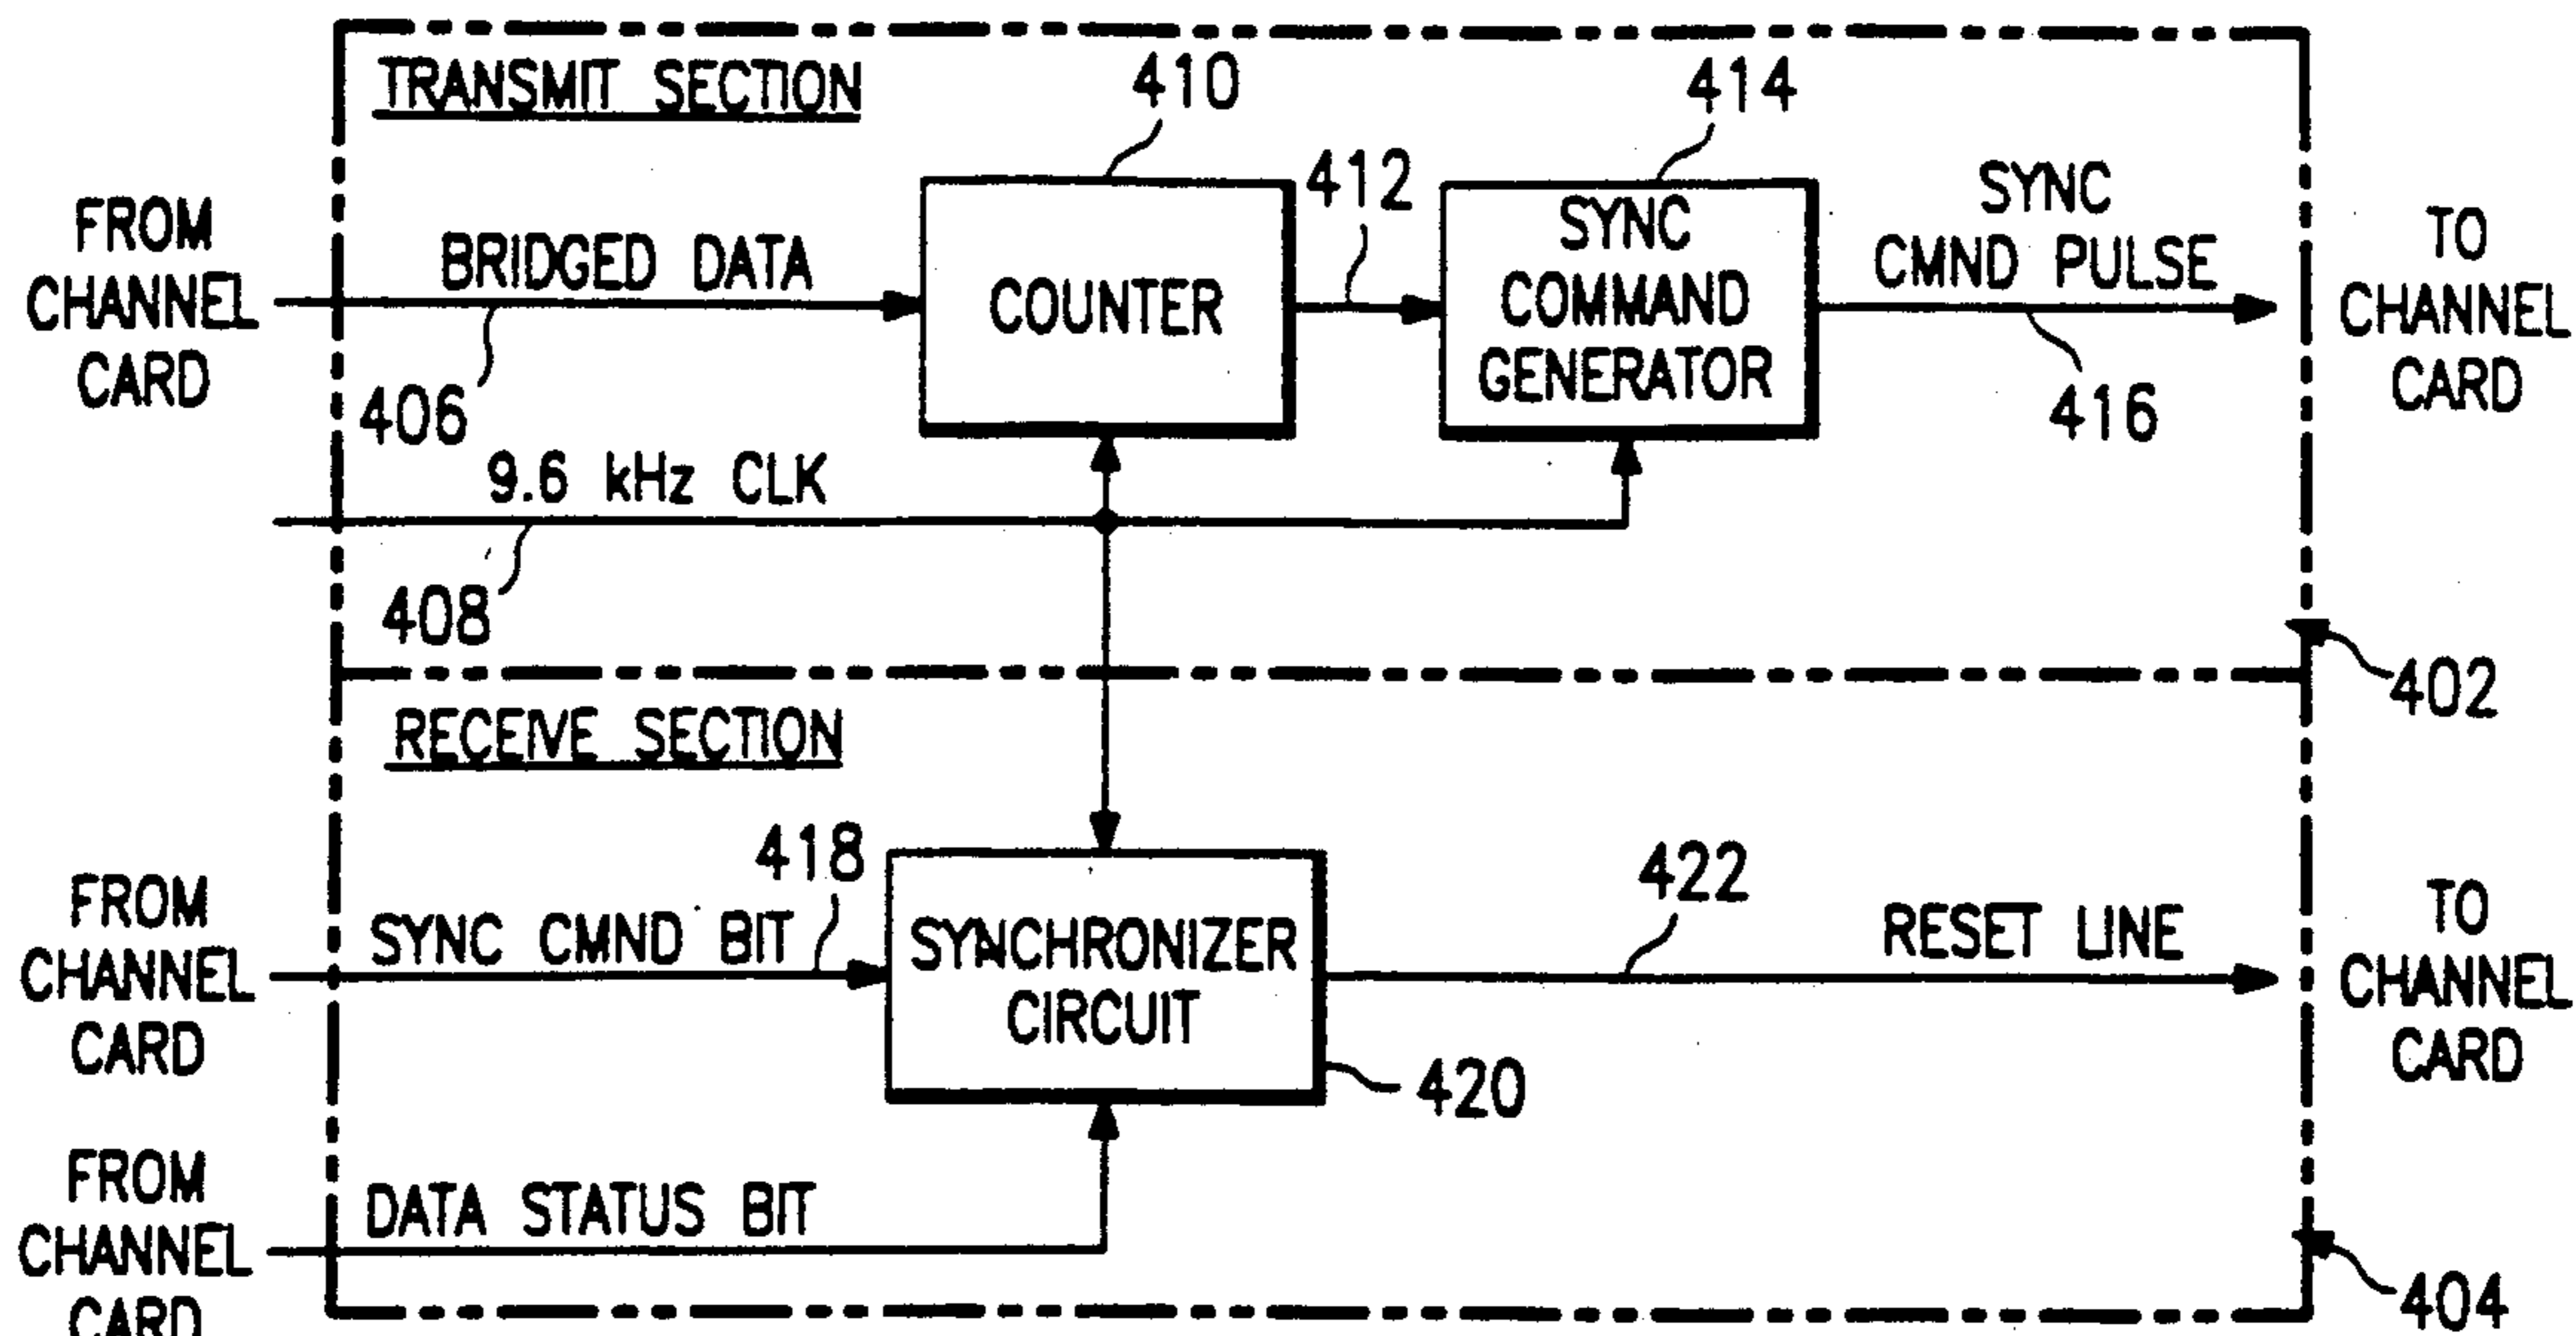 TRANSMIT SECTION
410
414
FROM
CHANNEL
CARD
BRIDGED DATA
406
COUNTER
412
SYNC
COMMAND
GENERATOR
SYNC
CMND PULSE
416
TO
CHANNEL
CARD
9.6 kHz CLK
408
402
RECEIVE SECTION
FROM
CHANNEL
CARD
SYNC CMND BIT
418
SYNCHRONIZER
CIRCUIT
420
422
RESET LINE
TO
CHANNEL
CARD
FROM
CHANNEL
CARD
DATA STATUS BIT
404